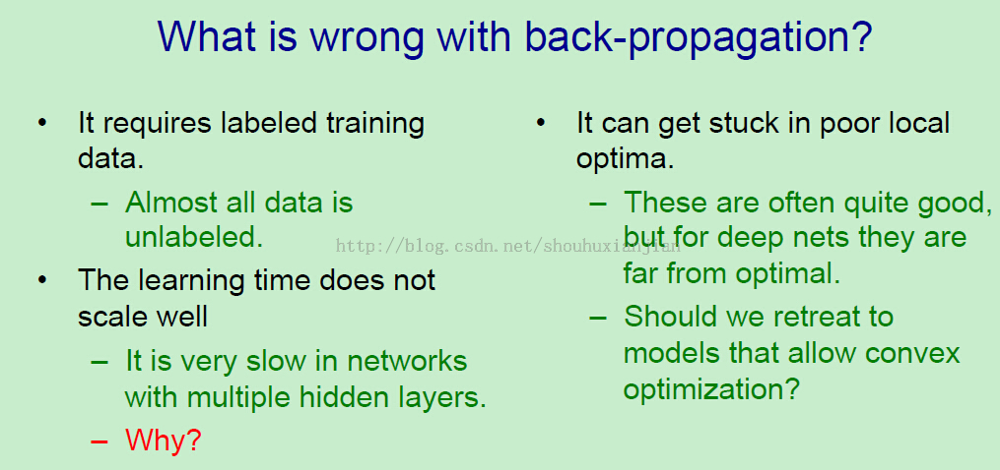 What is wrong with back-propagation?
• It requires labeled training
data.
– Almost all data is
unlabeled.
• The learning time does not
scale well
– It is very slow in networks
with multiple hidden layers.
– Why?
• It can get stuck in poor local
optima.
– These are often quite good,
but for deep nets they are
far from optimal.
– Should we retreat to
models that allow convex
optimization?
http://blog.csdn.net/shouhuxianjian